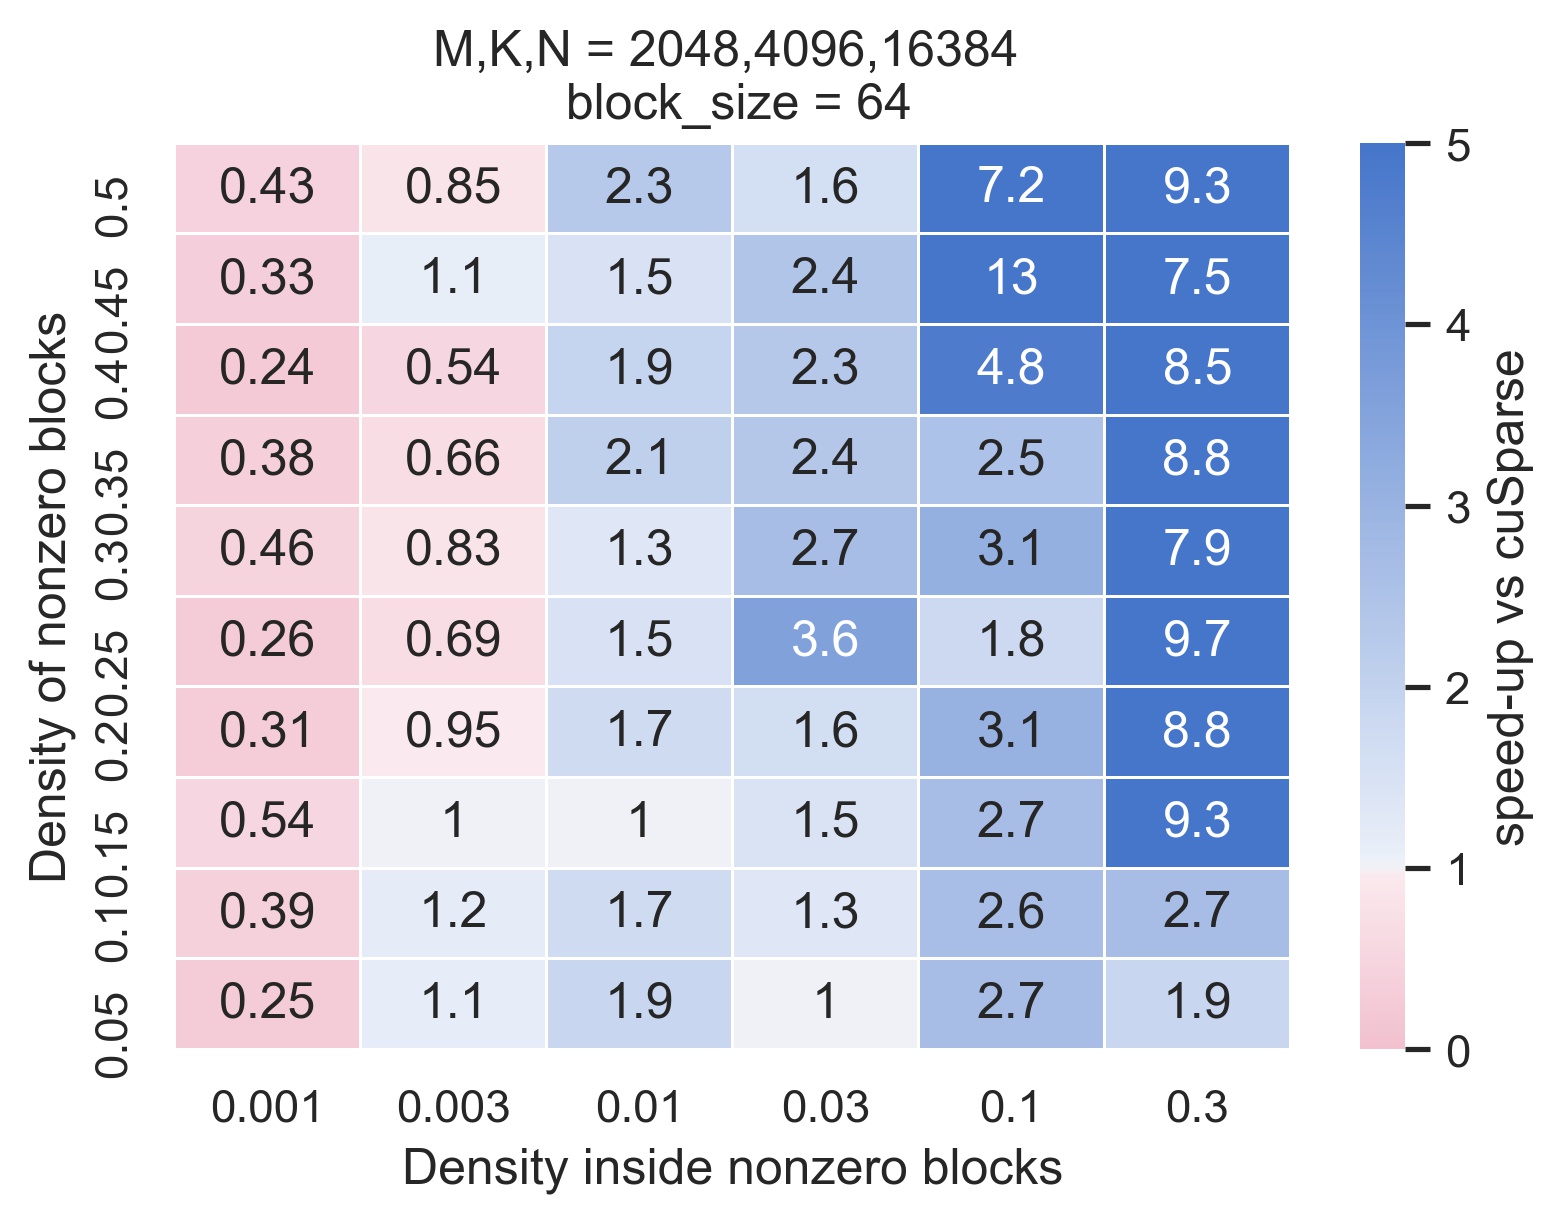 M,K,N = 2048,4096,16384
block_size = 64
Density of nonzero blocks
0.5 0.43 0.85 2.3 1.6 7.2 9.3
0.45 0.33 1.1 1.5 2.4 13 7.5
0.4 0.24 0.54 1.9 2.3 4.8 8.5
0.35 0.38 0.66 2.1 2.4 2.5 8.8
0.3 0.46 0.83 1.3 2.7 3.1 7.9
0.25 0.26 0.69 1.5 3.6 1.8 9.7
0.2 0.31 0.95 1.7 1.6 3.1 8.8
0.15 0.54 1 1 1.5 2.7 9.3
0.1 0.39 1.2 1.7 1.3 2.6 2.7
0.05 0.25 1.1 1.9 1 2.7 1.9
0.001 0.003 0.01 0.03 0.1 0.3
Density inside nonzero blocks
5
4
3
2
1
0
speed-up vs cuSparse